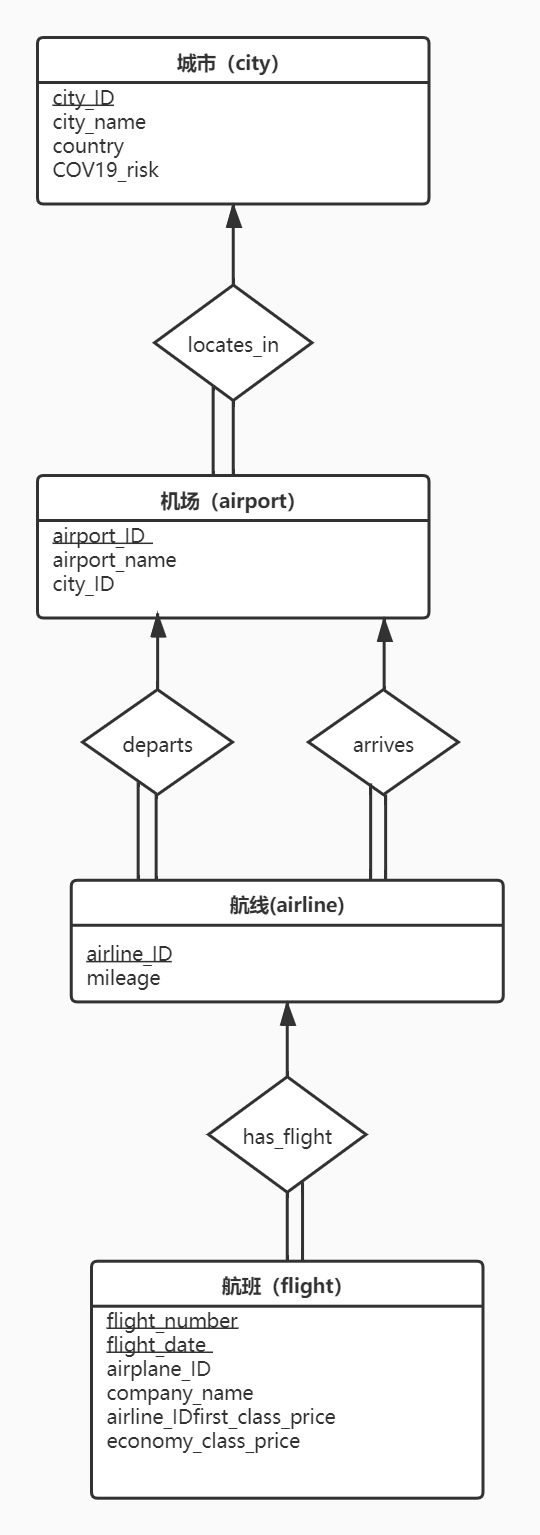 城市（city）
city_ID
city_name
country
COV19_risk
locates_in
机场（airport）
airport_ID
airport_name
city_ID
departs
arrives
航线(airline)
airline_ID
mileage
has_flight
航班（flight）
flight_number
flight_date
airplane_ID
company_name
airline_IDfirst_class_price
economy_class_price